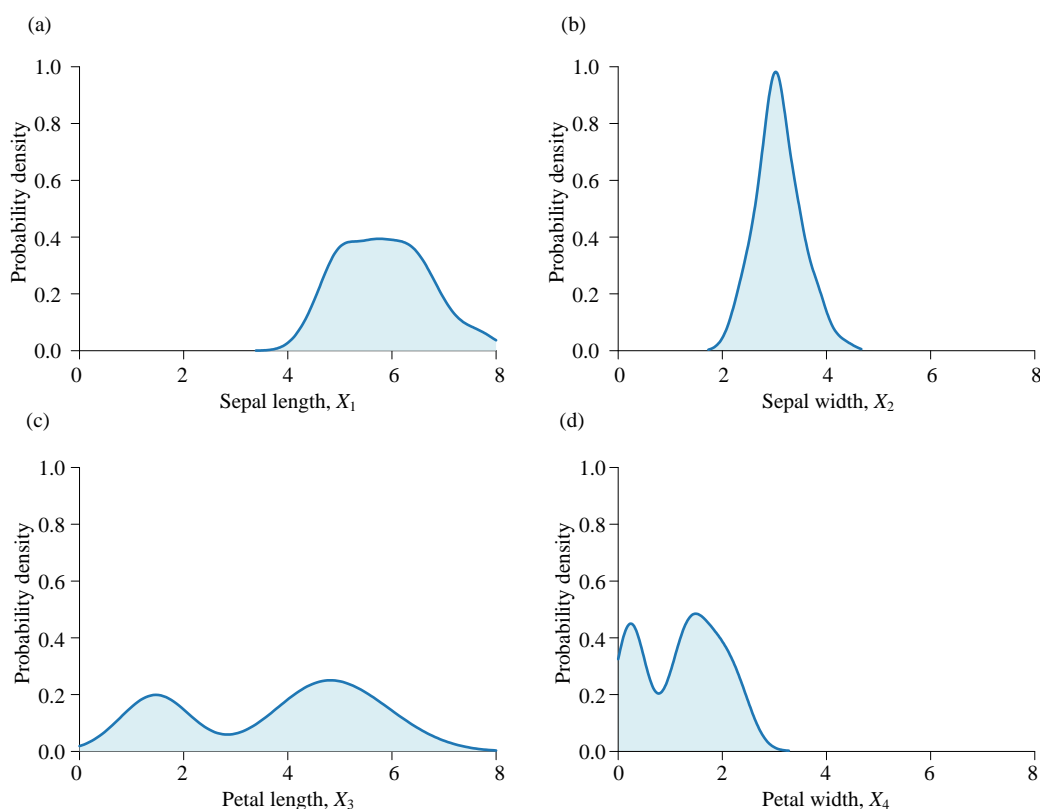 (a)
Probability density
1.0
0.8
0.6
0.4
0.2
0.0
0 2 4 6 8
Sepal length, X₁
(b)
Probability density
1.0
0.8
0.6
0.4
0.2
0.0
0 2 4 6 8
Sepal width, X₂
(c)
Probability density
1.0
0.8
0.6
0.4
0.2
0.0
0 2 4 6 8
Petal length, X₃
(d)
Probability density
1.0
0.8
0.6
0.4
0.2
0.0
0 2 4 6 8
Petal width, X₄